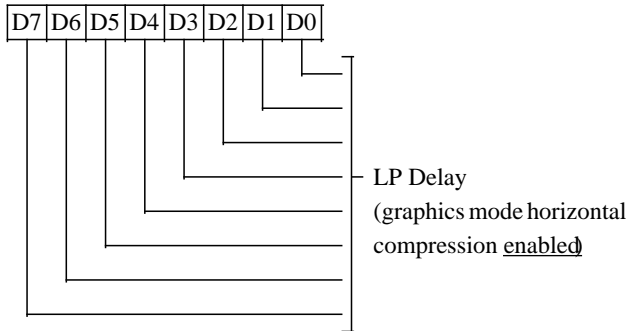 D7 D6 D5 D4 D3 D2 D1 D0
LP Delay
(graphics mode horizontal
compression enabled)